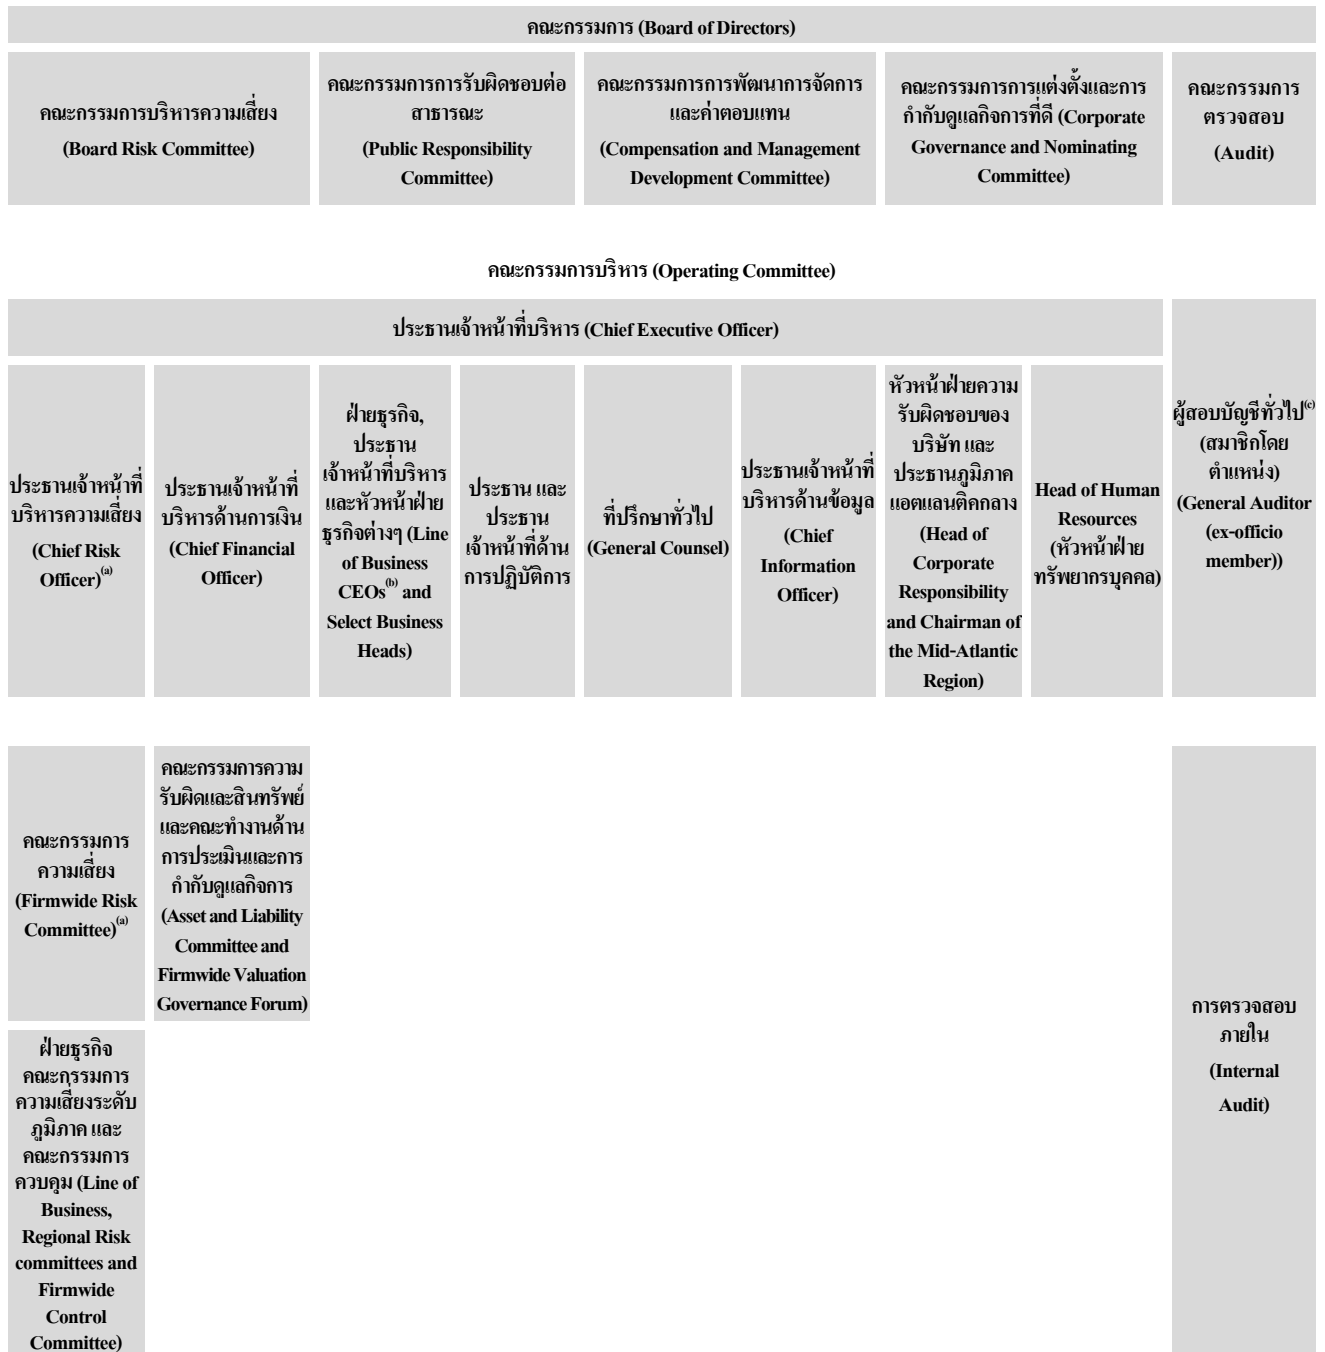 คณะกรรมการ (Board of Directors)
คณะกรรมการบริหารความเสี่ยง
(Board Risk Committee)
คณะกรรมการการรับผิดชอบต่อ
สาธารณะ
(Public Responsibility
Committee)
คณะกรรมการการพัฒนาการจัดการ
และค่าตอบแทน
(Compensation and Management
Development Committee)
คณะกรรมการการแต่งตั้งและการ
กำกับดูแลกิจการที่ดี (Corporate
Governance and Nominating
Committee)
คณะกรรมการ
ตรวจสอบ
(Audit)
คณะกรรมการบริหาร (Operating Committee)
ประธานเจ้าหน้าที่บริหาร (Chief Executive Officer)
ประธานเจ้าหน้าที่
บริหารความเสี่ยง
(Chief Risk
Officer)(a)
ประธานเจ้าหน้าที่
บริหารด้านการเงิน
(Chief Financial
Officer)
ฝ่ายธุรกิจ,
ประธาน
เจ้าหน้าที่บริหาร
และหัวหน้าฝ่าย
ธุรกิจต่างๆ (Line
of Business
CEOs(b) and
Select Business
Heads)
ประธาน และ
ประธาน
เจ้าหน้าที่ด้าน
การปฏิบัติการ
ที่ปรึกษาทั่วไป
(General Counsel)
ประธานเจ้าหน้าที่
บริหารด้านข้อมูล
(Chief
Information
Officer)
หัวหน้าฝ่ายความ
รับผิดชอบของ
บริษัท และ
ประธานภูมิภาค
แอตแลนติคกลาง
(Head of
Corporate
Responsibility
and Chairman of
the Mid-Atlantic
Region)
Head of Human
Resources
(หัวหน้าฝ่าย
ทรัพยากรบุคคล)
ผู้สอบบัญชีทั่วไป(c)
(สมาชิกโดย
ตำแหน่ง)
(General Auditor
(ex-officio
member))
คณะกรรมการ
ความเสี่ยง
(Firmwide Risk
Committee)(a)
คณะกรรมการความ
รับผิดและสินทรัพย์
และคณะทำงานด้าน
การประเมินและการ
กำกับดูแลกิจการ
(Asset and Liability
Committee and
Firmwide Valuation
Governance Forum)
ฝ่ายธุรกิจ
คณะกรรมการ
ความเสี่ยงระดับ
ภูมิภาค และ
คณะกรรมการ
ควบคุม (Line of
Business,
Regional Risk
committees and
Firmwide
Control
Committee)
การตรวจสอบ
ภายใน
(Internal
Audit)